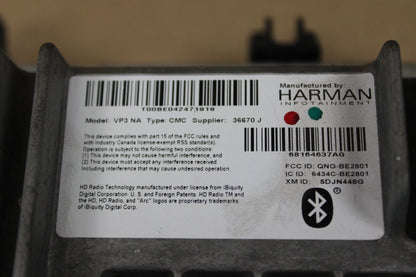 Manufactured by:
HARMAN
INFOTAINMENT
T00BE042471919
Model: VP3 NA Type: CMC Supplier: 36670 J
This device complies with part 15 of the FCC rules and
with Industry Canada license-exempt RSS standard(s)
Operation is subject to the following two conditions:
(1) This device may not cause harmful interference, and
(2) This device must accept any interference received
including interference that may cause undesired operation.
68164637AG
FCC ID: QNG-BE2801
IC ID: 6434C-BE2801
XM ID: 5DJN448G
HD Radio Technology manufactured under license from iBiquity
Digital Corporation. U.S. and Foreign Patents. HD Radio TM and
the HD, HD Radio, and "Arc" logos are proprietary trademarks
of iBiquity Digital Corp.